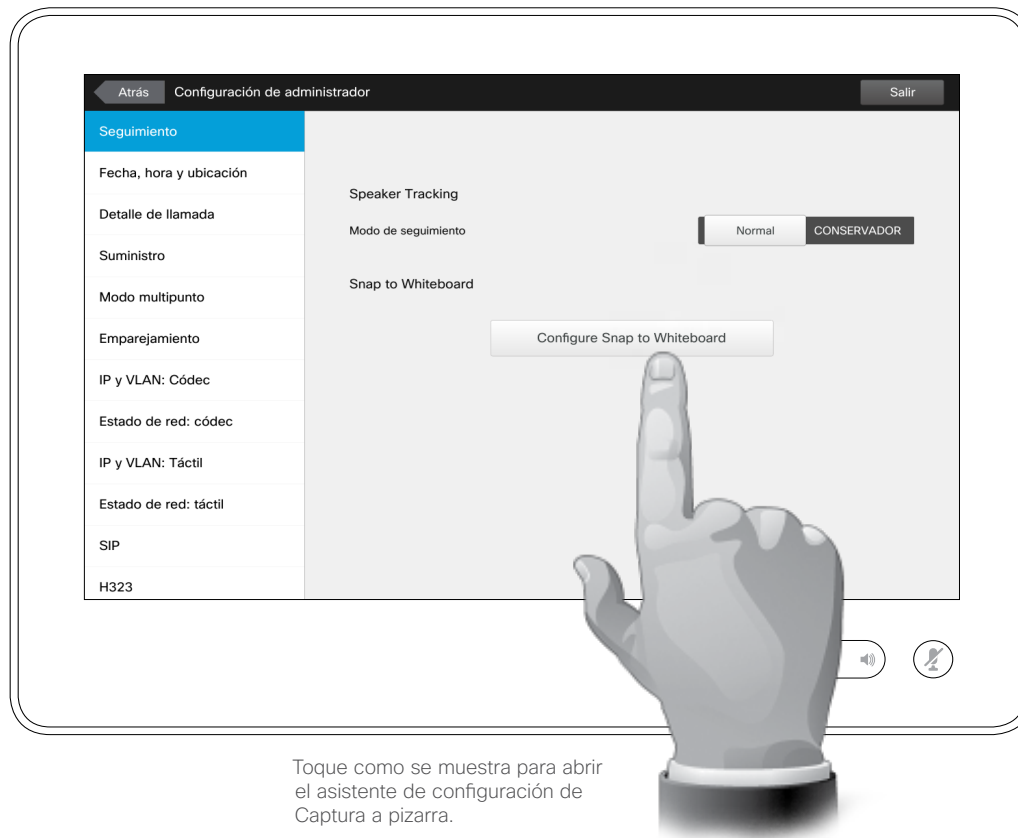 Atrás Configuración de administrador Salir
Seguimiento
Fecha, hora y ubicación
Detalle de llamada
Suministro
Modo multipunto
Emparejamiento
IP y VLAN: Códec
Estado de red: códec
IP y VLAN: Táctil
Estado de red: táctil
SIP
H323
Speaker Tracking
Modo de seguimiento Normal CONSERVADOR
Snap to Whiteboard
Configure Snap to Whiteboard
Toque como se muestra para abrir
el asistente de configuración de
Captura a pizarra.